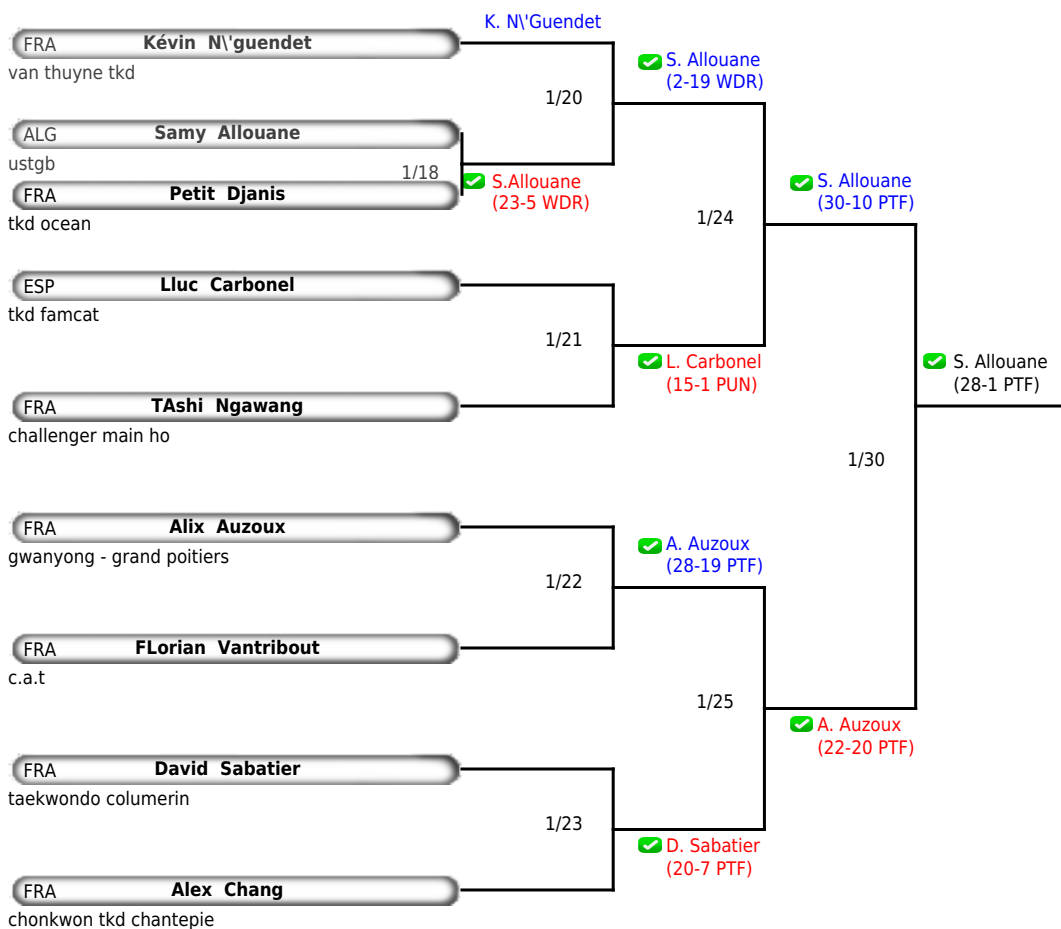 K. N\'Guendet
FRA Kévin N\'guendet
van thuyne tkd
S. Allouane
(2-19 WDR)
1/20
ALG Samy Allouane
ustgb
1/18
FRA Petit Djanis
tkd ocean
S.Allouane
(23-5 WDR)
S. Allouane
(30-10 PTF)
1/24
ESP Lluc Carbonel
tkd famcat
1/21
L. Carbonel
(15-1 PUN)
S. Allouane
(28-1 PTF)
FRA TAshi Ngawang
challenger main ho
1/30
FRA Alix Auzoux
gwanyong - grand poitiers
A. Auzoux
(28-19 PTF)
1/22
FRA FLorian Vantribout
c.a.t
1/25
A. Auzoux
(22-20 PTF)
FRA David Sabatier
taekwondo columerin
1/23
D. Sabatier
(20-7 PTF)
FRA Alex Chang
chonkwon tkd chantepie